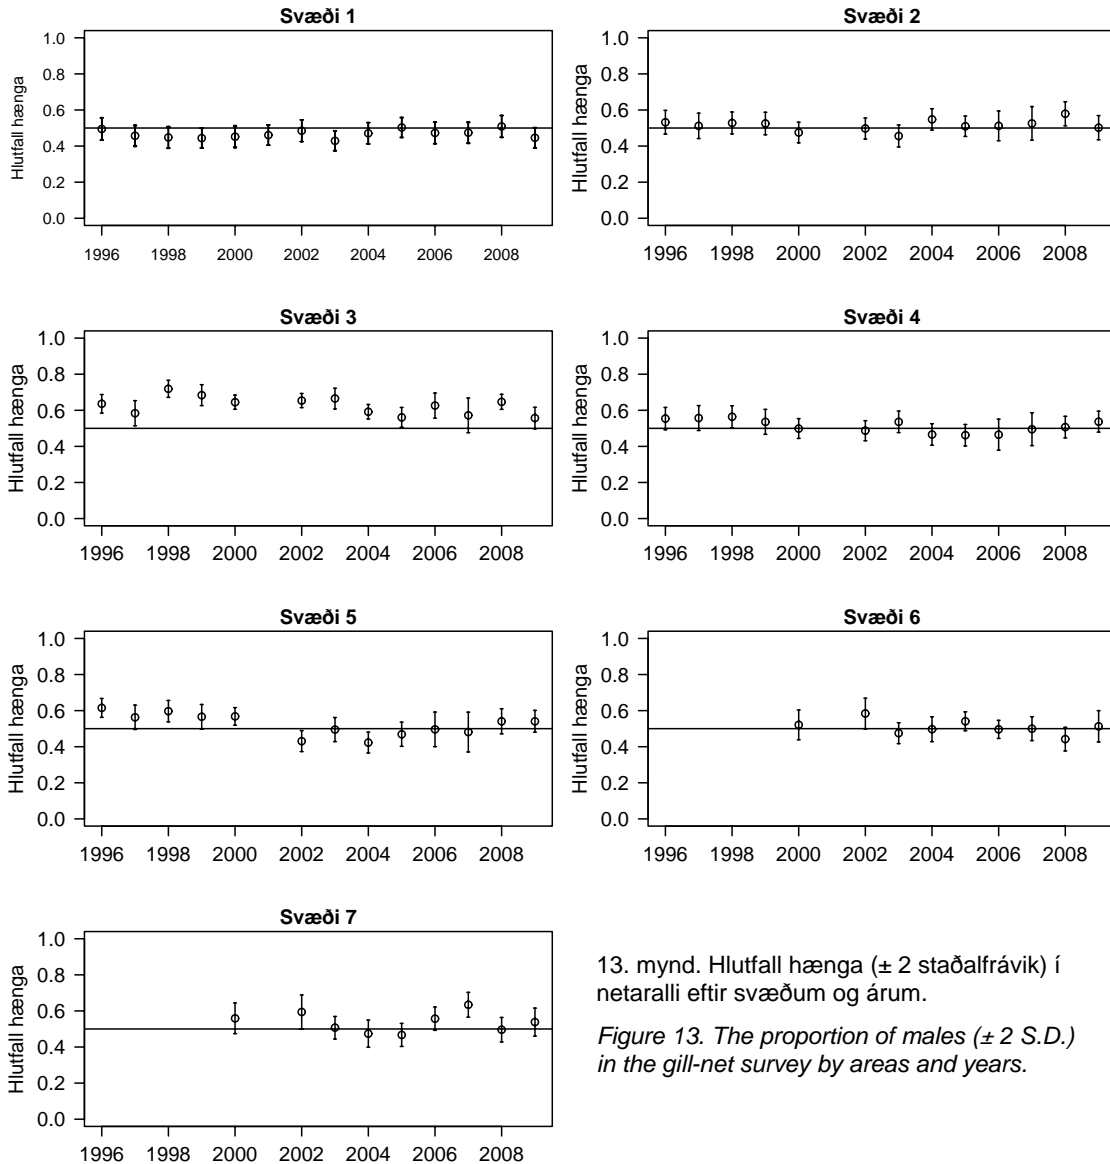 Svæði 1
Hlutfall hænga
1.0
0.8
0.6
0.4
0.2
0.0
1996 1998 2000 2002 2004 2006 2008
Svæði 2
Hlutfall hænga
1.0
0.8
0.6
0.4
0.2
0.0
1996 1998 2000 2002 2004 2006 2008
Svæði 3
Hlutfall hænga
1.0
0.8
0.6
0.4
0.2
0.0
1996 1998 2000 2002 2004 2006 2008
Svæði 4
Hlutfall hænga
1.0
0.8
0.6
0.4
0.2
0.0
1996 1998 2000 2002 2004 2006 2008
Svæði 5
Hlutfall hænga
1.0
0.8
0.6
0.4
0.2
0.0
1996 1998 2000 2002 2004 2006 2008
Svæði 6
Hlutfall hænga
1.0
0.8
0.6
0.4
0.2
0.0
1996 1998 2000 2002 2004 2006 2008
Svæði 7
Hlutfall hænga
1.0
0.8
0.6
0.4
0.2
0.0
1996 1998 2000 2002 2004 2006 2008
13. mynd. Hlutfall hænga (± 2 staðalfrávik) í
netaralli eftir svæðum og árum.
Figure 13. The proportion of males (± 2 S.D.)
in the gill-net survey by areas and years.